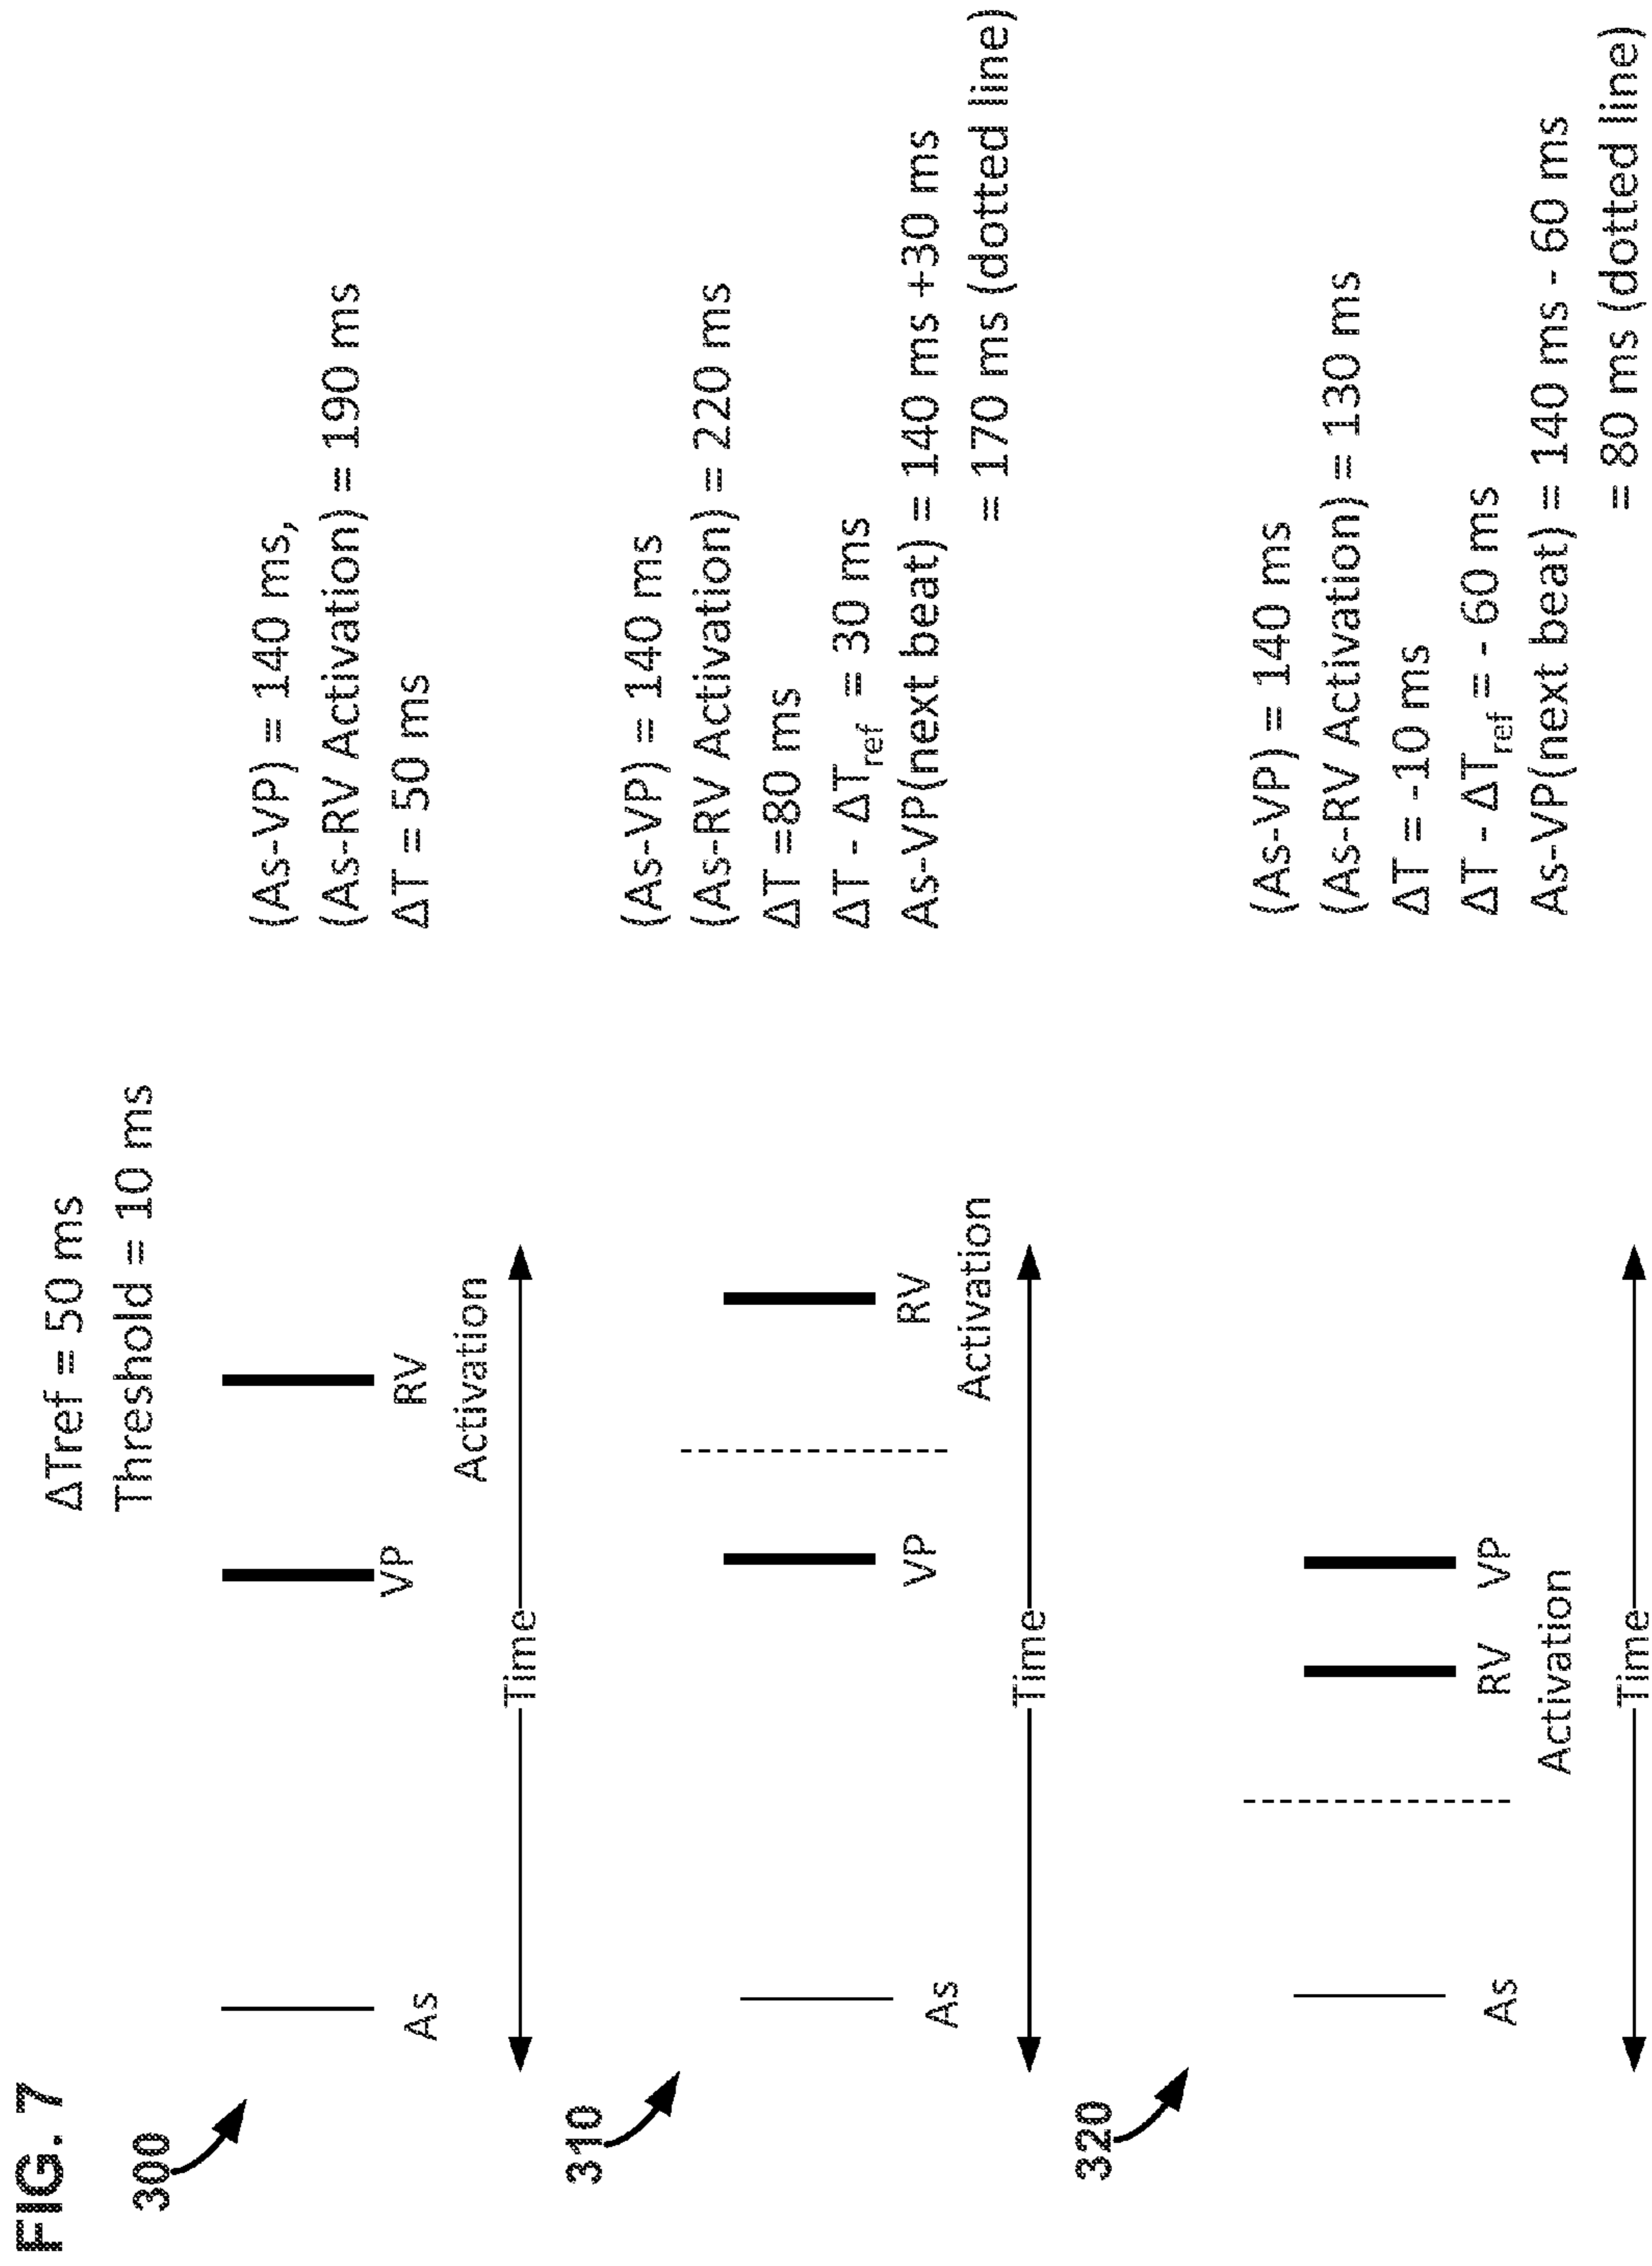 FIG. 7
ΔTref = 50 ms
Threshold = 10 ms
300
As
VP
RV
Activation
Time
(As-VP) = 140 ms,
(As-RV Activation) = 190 ms
ΔT = 50 ms
310
As
VP
RV
Activation
Time
(As-VP) = 140 ms
(As-RV Activation) = 220 ms
ΔT =80 ms
ΔT - ΔTref = 30 ms
As-VP(next beat) = 140 ms +30 ms
= 170 ms (dotted line)
320
As
RV VP
Activation
Time
(As-VP) = 140 ms
(As-RV Activation) = 130 ms
ΔT = -10 ms
ΔT - ΔTref = - 60 ms
As-VP(next beat) = 140 ms - 60 ms
= 80 ms (dotted line)